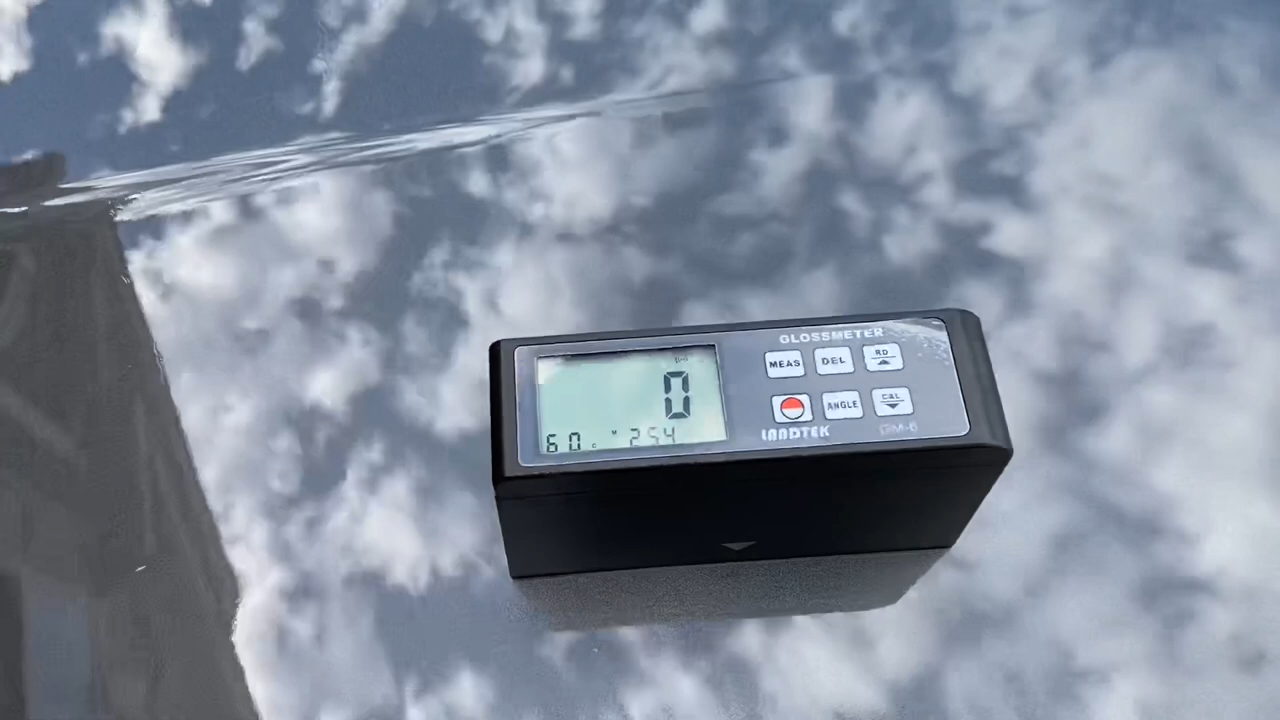 GLOSSMETER
MEAS DEL RD
ANGLE CAL
LANDTEK GM-6
0
60° 254